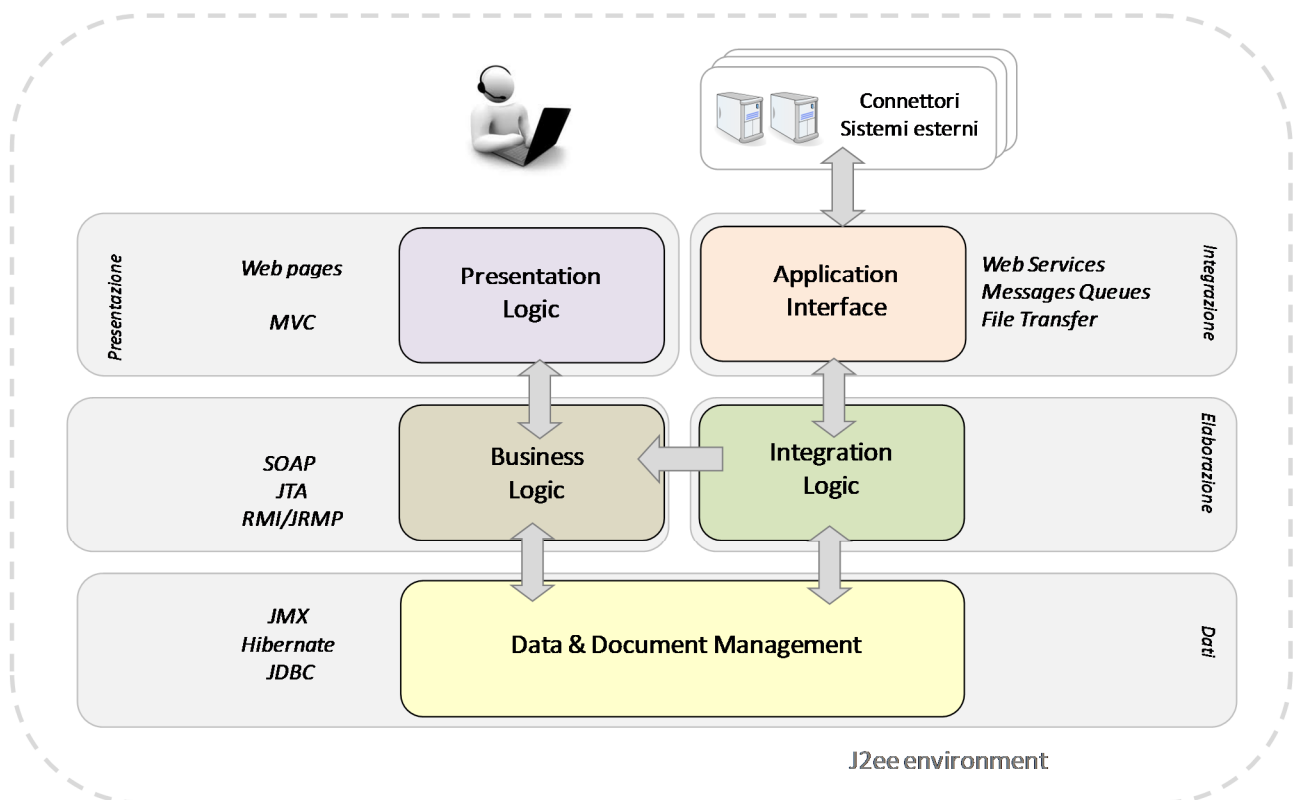 Connettori
Sistemi esterni
Presentazione
Web pages
MVC
Presentation
Logic
Application
Interface
Web Services
Messages Queues
File Transfer
Integrazione
SOAP
JTA
RMI/JRMP
Business
Logic
Integration
Logic
Elaborazione
JMX
Hibernate
JDBC
Data & Document Management
Dati
J2ee environment